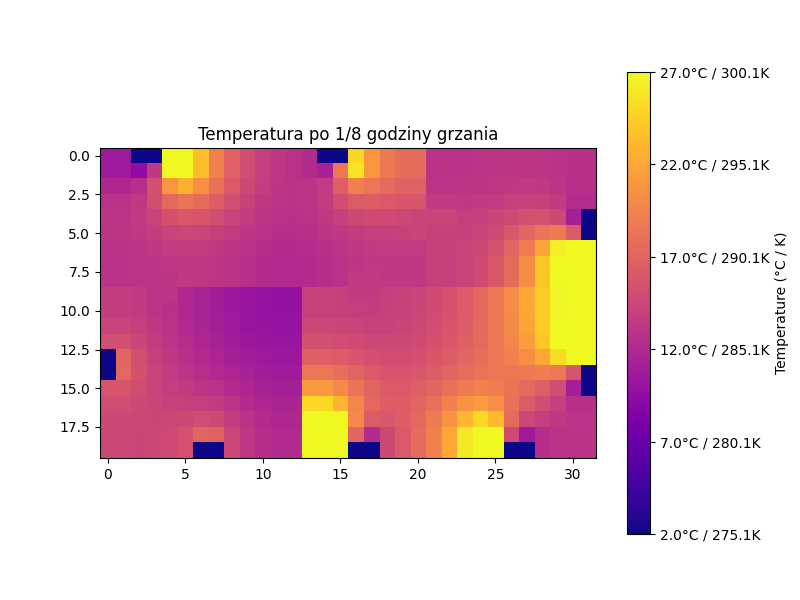 Temperatura po 1/8 godziny grzania
0.0
2.5
5.0
7.5
10.0
12.5
15.0
17.5
0 5 10 15 20 25 30
27.0°C / 300.1K
22.0°C / 295.1K
17.0°C / 290.1K
12.0°C / 285.1K
7.0°C / 280.1K
2.0°C / 275.1K
Temperature (°C / K)